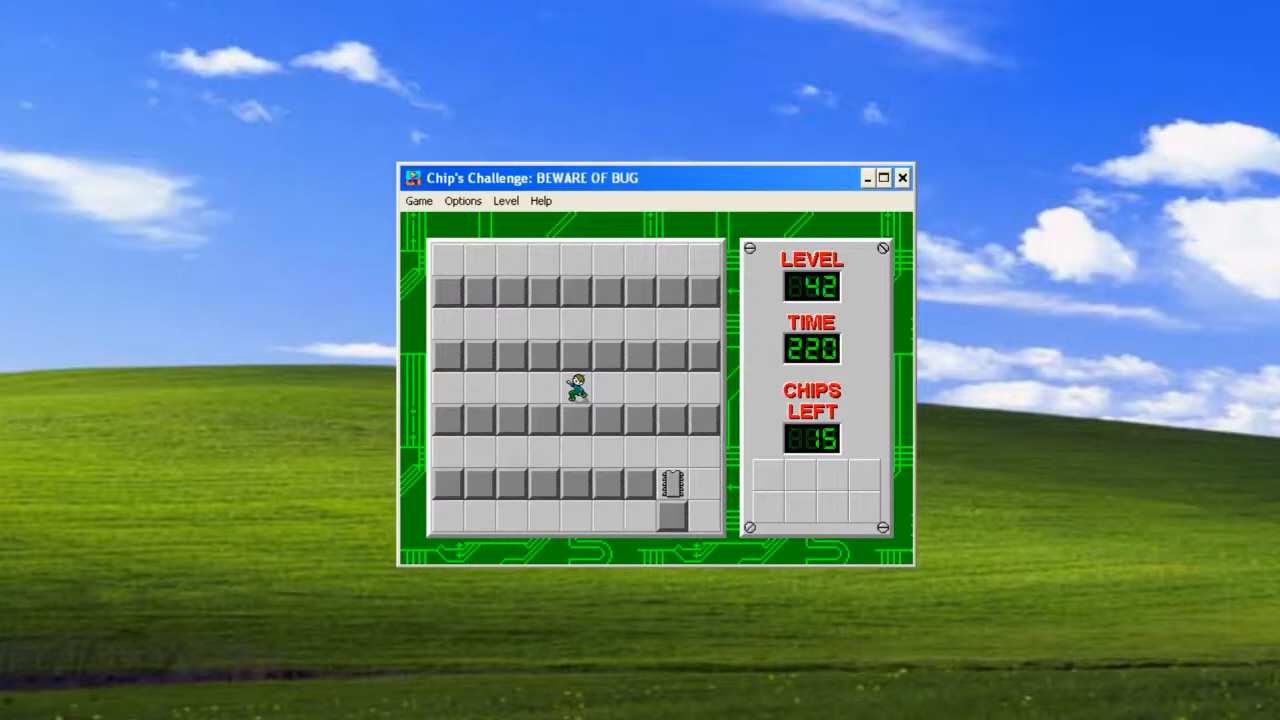 Chip's Challenge: BEWARE OF BUG
Game Options Level Help
LEVEL
42
TIME
220
CHIPS
LEFT
15